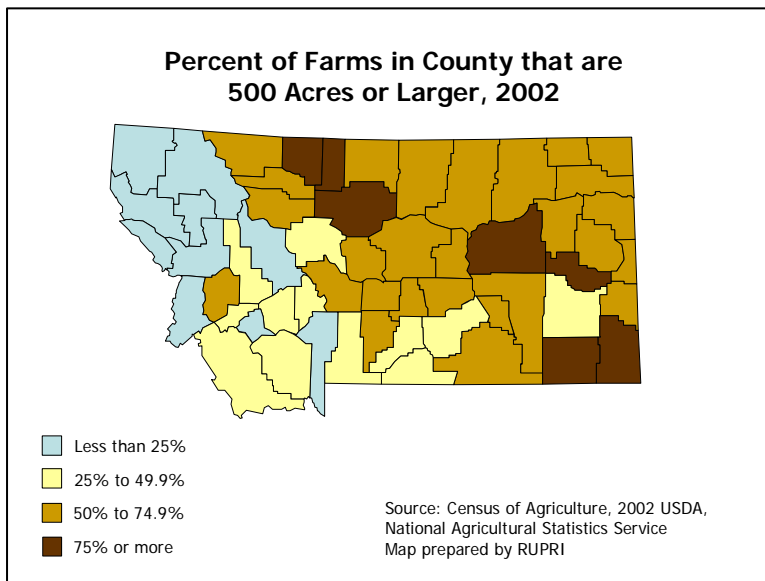 Percent of Farms in County that are
500 Acres or Larger, 2002
Less than 25%
25% to 49.9%
50% to 74.9%
75% or more
Source: Census of Agriculture, 2002 USDA,
National Agricultural Statistics Service
Map prepared by RUPRI